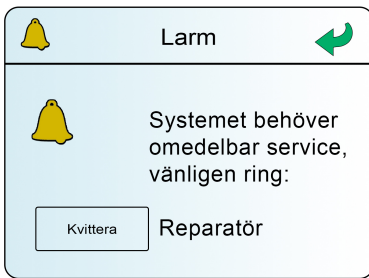 Larm
Systemet behöver
omedelbar service,
vänligen ring:
Kvittera
Reparatör